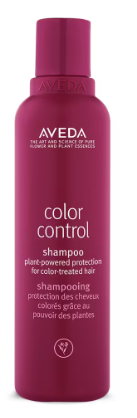 AVEDA
THE ART AND SCIENCE OF PURE
FLOWER AND PLANT ESSENCES
color
control
shampoo
plant-powered protection
for color-treated hair
shampooing
protection des cheveux
colorés grâce au
pouvoir des plantes